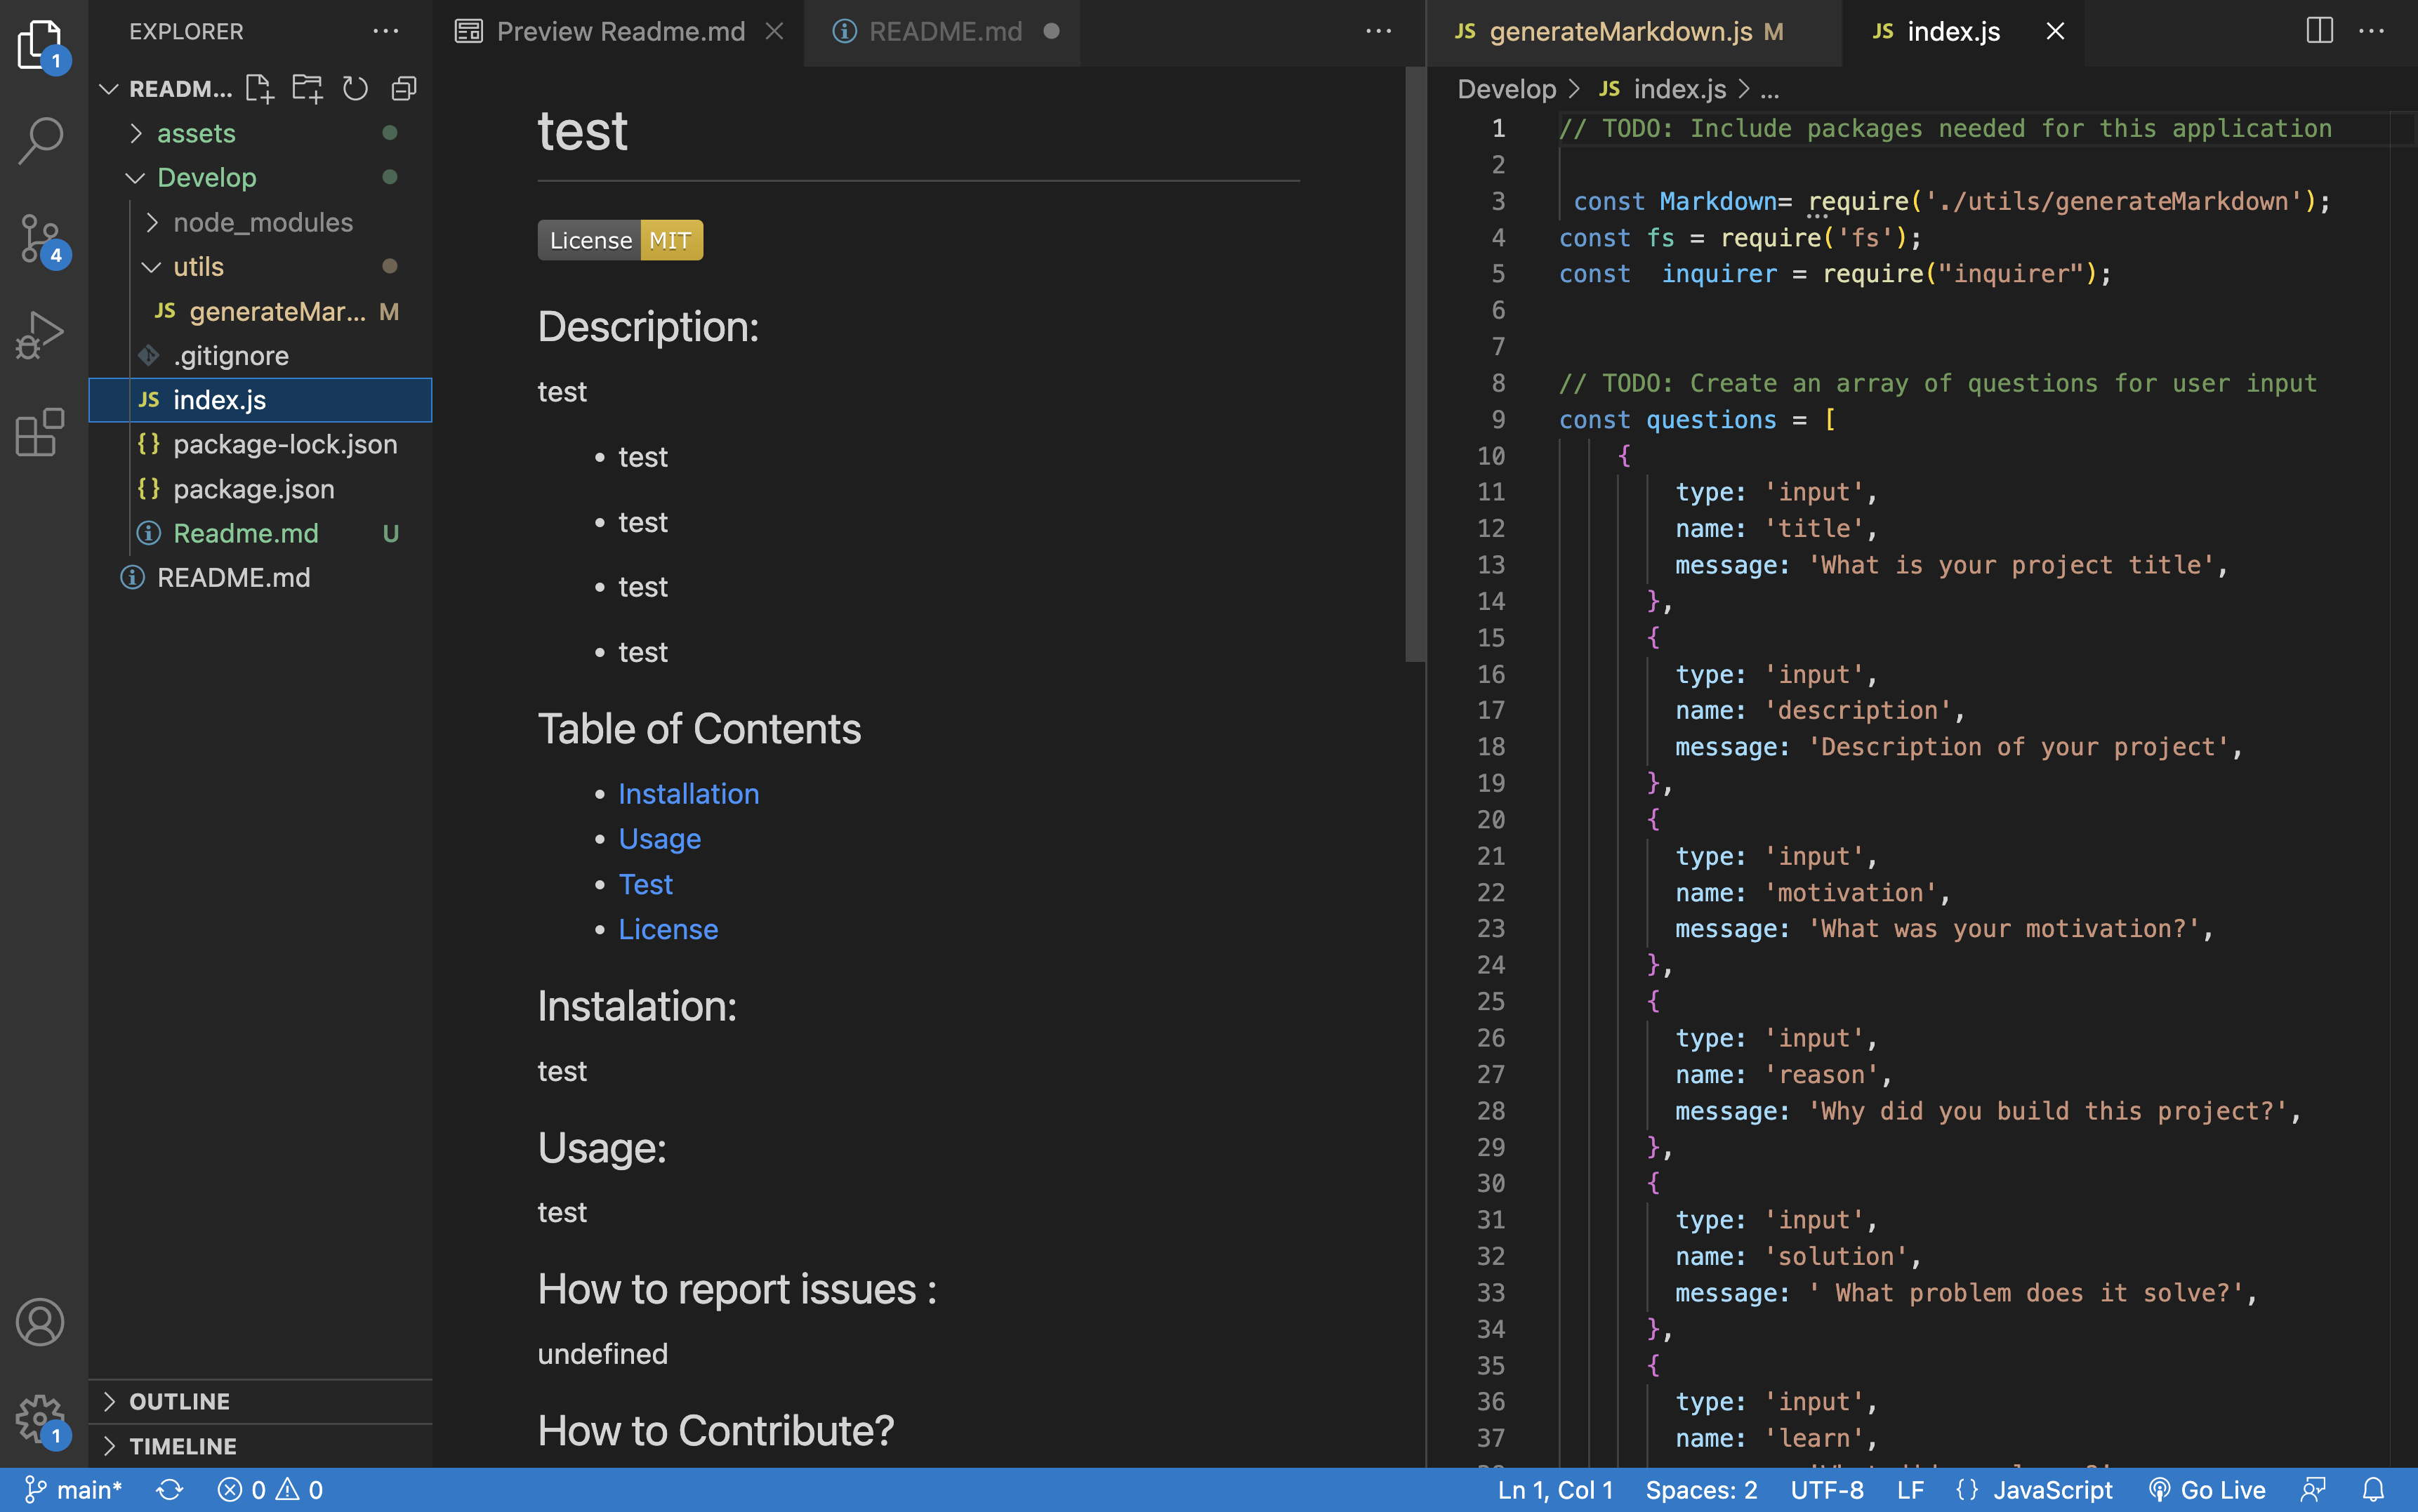 EXPLORER
READM...
assets
Develop
node_modules
utils
JS generateMar... M
.gitignore
JS index.js
{} package-lock.json
{} package.json
Readme.md U
README.md
OUTLINE
TIMELINE
1
4
1
Preview Readme.md
README.md
test
License MIT
Description:
test
• test
• test
• test
• test
Table of Contents
• Installation
• Usage
• Test
• License
Instalation:
test
Usage:
test
How to report issues :
undefined
How to Contribute?
JS generateMarkdown.js M
JS index.js
Develop > JS index.js > ...
1 // TODO: Include packages needed for this application
2
3 const Markdown= require('./utils/generateMarkdown');
4 const fs = require('fs');
5 const  inquirer = require("inquirer");
6
7
8 // TODO: Create an array of questions for user input
9 const questions = [
10 {
11 type: 'input',
12 name: 'title',
13 message: 'What is your project title',
14 },
15 {
16 type: 'input',
17 name: 'description',
18 message: 'Description of your project',
19 },
20 {
21 type: 'input',
22 name: 'motivation',
23 message: 'What was your motivation?',
24 },
25 {
26 type: 'input',
27 name: 'reason',
28 message: 'Why did you build this project?',
29 },
30 {
31 type: 'input',
32 name: 'solution',
33 message: ' What problem does it solve?',
34 },
35 {
36 type: 'input',
37 name: 'learn',
main* 0 0 Ln 1, Col 1 Spaces: 2 UTF-8 LF {} JavaScript Go Live